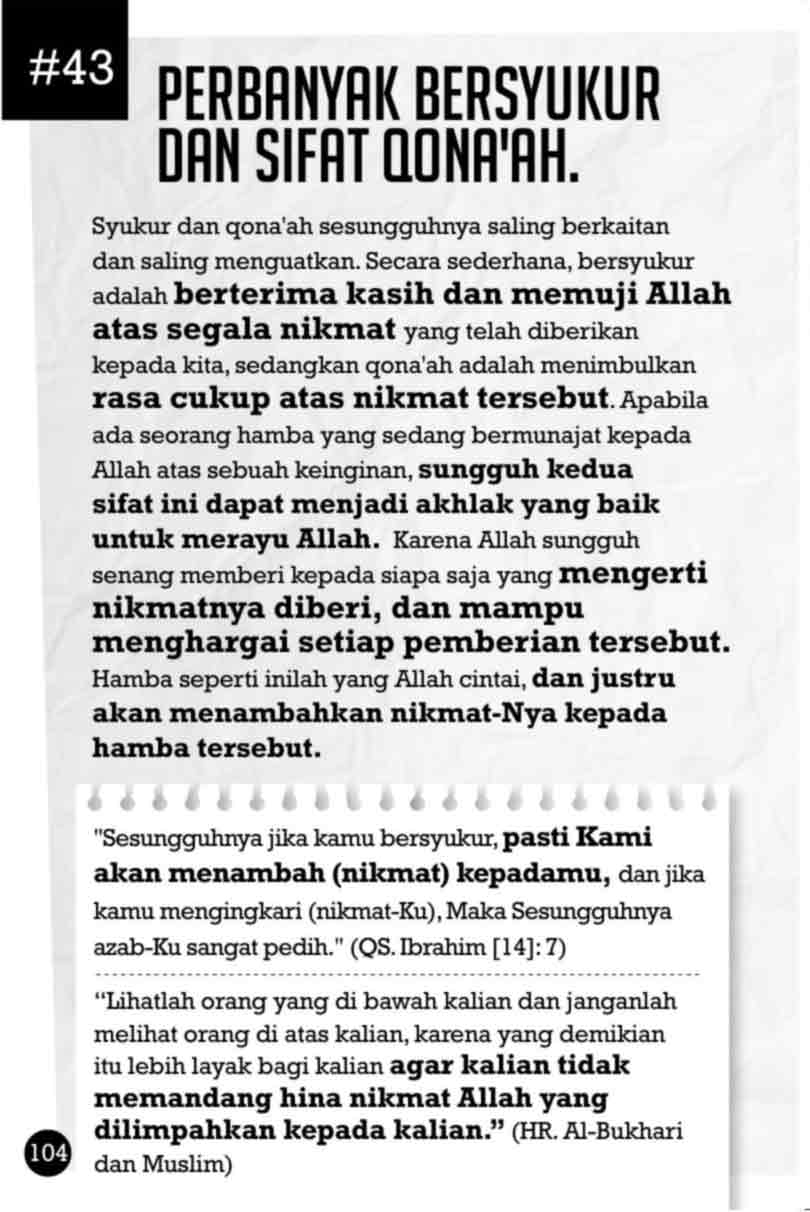 #43
PERBANYAK BERSYUKUR
DAN SIFAT QONA'AH.
Syukur dan qona'ah sesungguhnya saling berkaitan
dan saling menguatkan. Secara sederhana, bersyukur
adalah berterima kasih dan memuji Allah
atas segala nikmat yang telah diberikan
kepada kita, sedangkan qona'ah adalah menimbulkan
rasa cukup atas nikmat tersebut. Apabila
ada seorang hamba yang sedang bermunajat kepada
Allah atas sebuah keinginan, sungguh kedua
sifat ini dapat menjadi akhlak yang baik
untuk merayu Allah. Karena Allah sungguh
senang memberi kepada siapa saja yang mengerti
nikmatnya diberi, dan mampu
menghargai setiap pemberian tersebut.
Hamba seperti inilah yang Allah cintai, dan justru
akan menambahkan nikmat-Nya kepada
hamba tersebut.
"Sesungguhnya jika kamu bersyukur, pasti Kami
akan menambah (nikmat) kepadamu, dan jika
kamu mengingkari (nikmat-Ku), Maka Sesungguhnya
azab-Ku sangat pedih." (QS. Ibrahim [14]: 7)
“Lihatlah orang yang di bawah kalian dan janganlah
melihat orang di atas kalian, karena yang demikian
itu lebih layak bagi kalian agar kalian tidak
memandang hina nikmat Allah yang
dilimpahkan kepada kalian.” (HR. Al-Bukhari
dan Muslim)
104